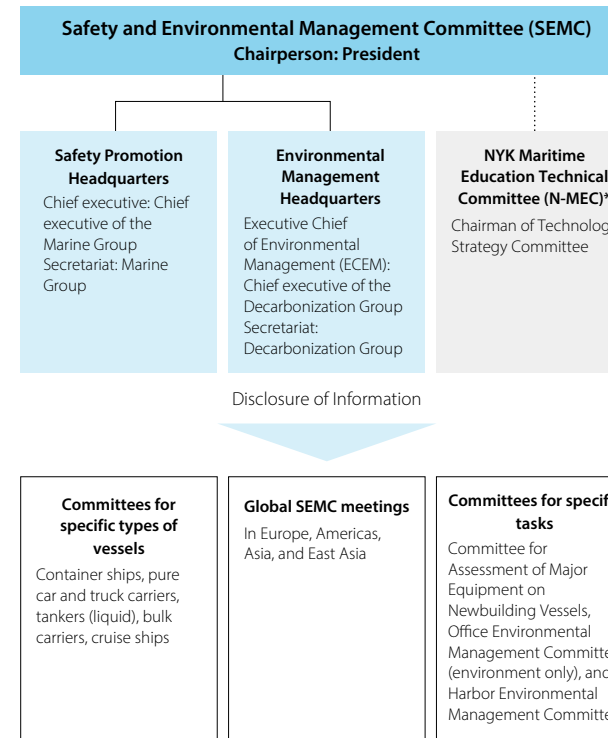 Safety and Environmental Management Committee (SEMC)
Chairperson: President
Safety Promotion
Headquarters
Chief executive: Chief
executive of the
Marine Group
Secretariat: Marine
Group
Environmental
Management
Headquarters
Executive Chief
of Environmental
Management (ECEM):
Chief executive of the
Decarbonization Group
Secretariat:
Decarbonization Group
NYK Maritime
Education Technical
Committee (N-MEC)*
Chairman of
Strategy Committee
Disclosure of Information
Committees for
specific types of
vessels
Container ships, pure
car and truck carriers,
tankers (liquid), bulk
carriers, cruise ships
Global SEMC meetings
In Europe, Americas,
Asia, and East Asia
Committees for
tasks
Committee for
Assessment of Major
Equipment on
Newbuilding Vessels,
Office Environmental
Management
(environment only), and
Harbor Environmental
Management